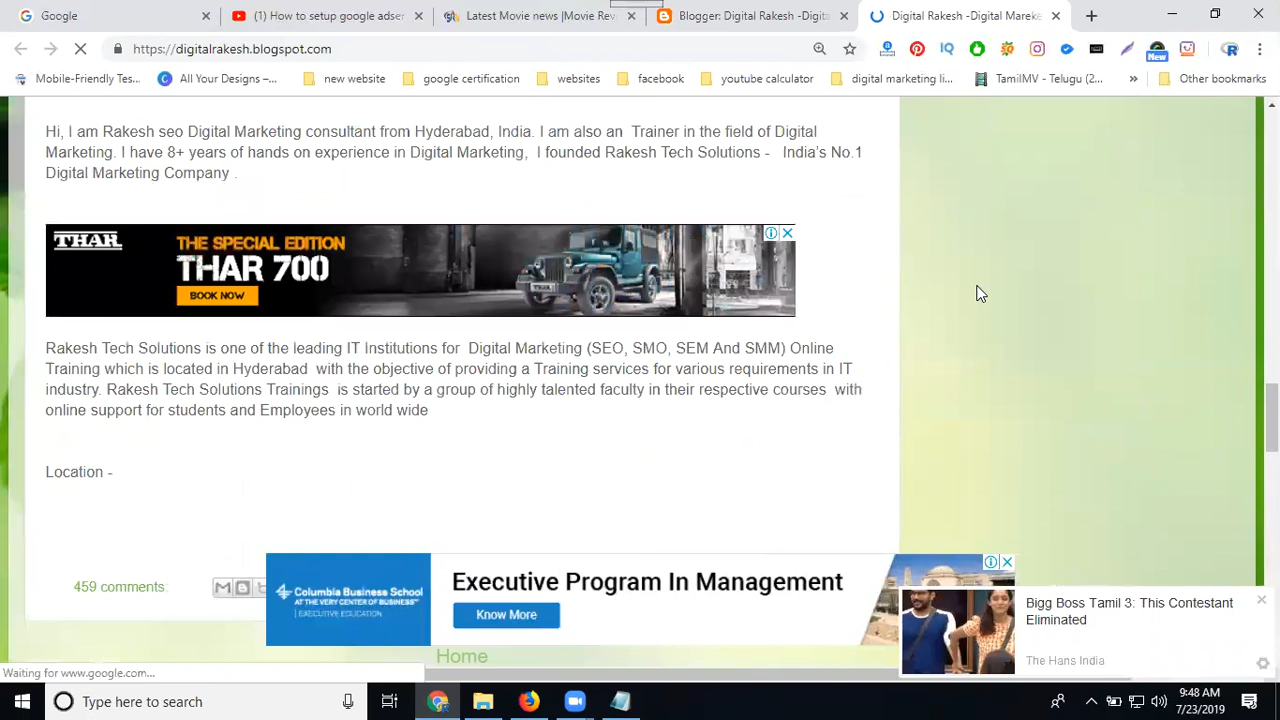 Google
(1) How to setup google adse
Latest Movie news |Movie Rev
Blogger: Digital Rakesh -Digita
Digital Rakesh -Digital Mareke
https://digitalrakesh.blogspot.com
New
Mobile-Friendly Tes...
All Your Designs –...
new website
google certification
websites
facebook
youtube calculator
digital marketing li...
TamilMV - Telugu (2...
Other bookmarks
Hi, I am Rakesh seo Digital Marketing consultant from Hyderabad, India. I am also an Trainer in the field of Digital
Marketing. I have 8+ years of hands on experience in Digital Marketing, I founded Rakesh Tech Solutions - India's No.1
Digital Marketing Company .
THAR
THE SPECIAL EDITION
THAR 700
BOOK NOW
Rakesh Tech Solutions is one of the leading IT Institutions for Digital Marketing (SEO, SMO, SEM And SMM) Online
Training which is located in Hyderabad with the objective of providing a Training services for various requirements in IT
industry. Rakesh Tech Solutions Trainings is started by a group of highly talented faculty in their respective courses with
online support for students and Employees in world wide
Location -
459 comments:
Columbia Business School
AT THE VERY CENTER OF BUSINESS™
EXECUTIVE EDUCATION
Executive Program In Management
Know More
Bigg Boss Tamil 3: This Contestant
Eliminated
The Hans India
Home
Waiting for www.google.com...
Type here to search
9:48 AM
7/23/2019